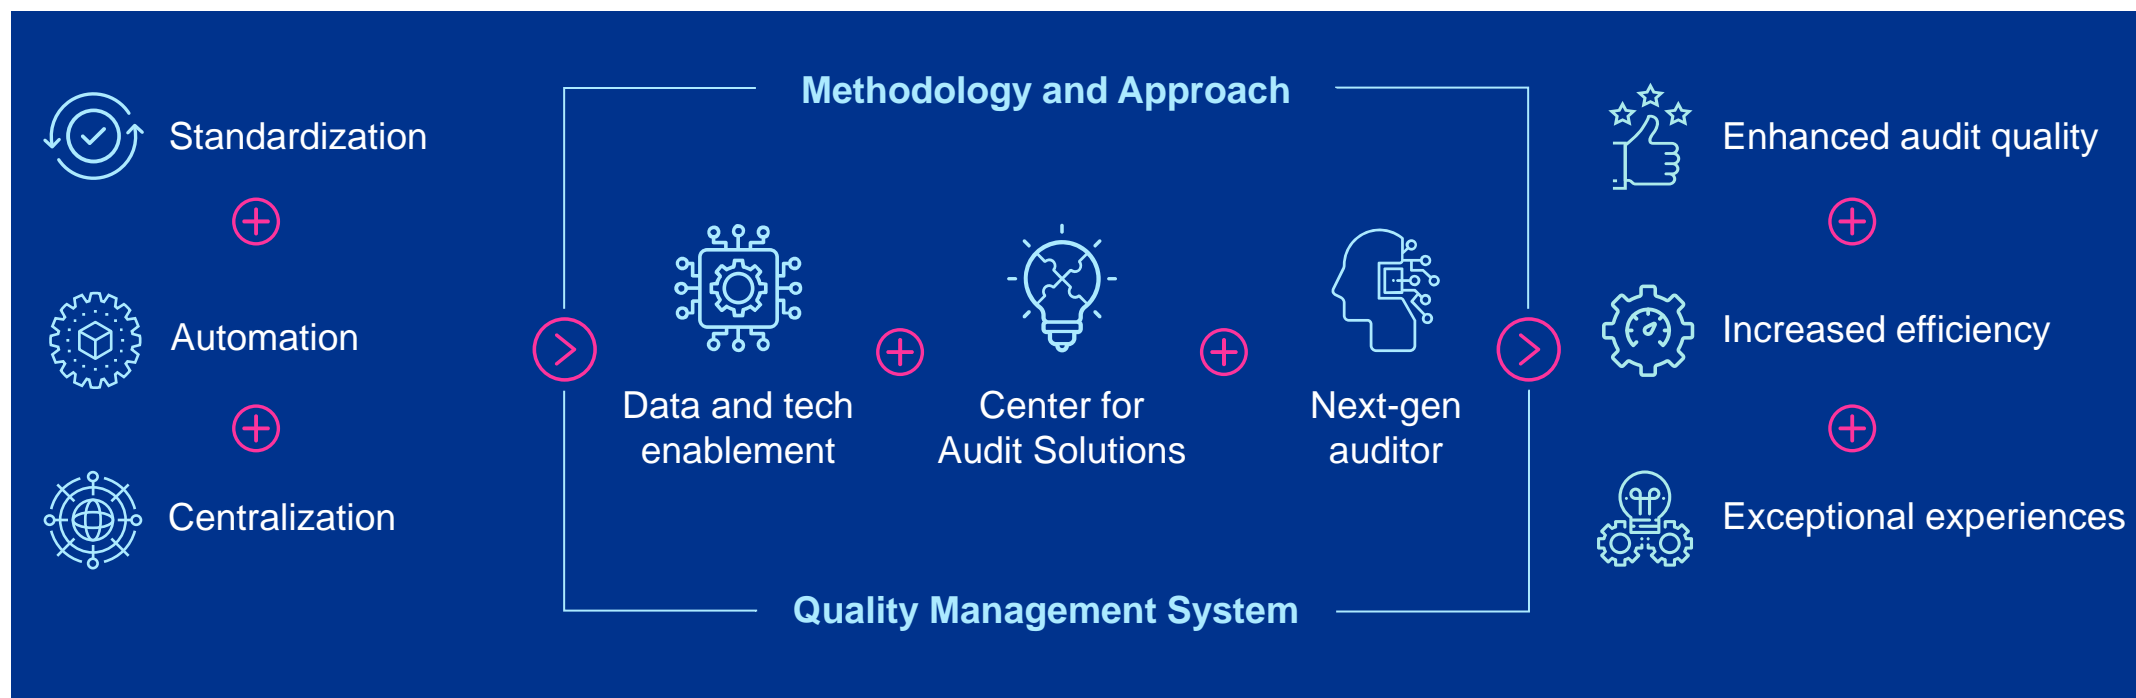 Standardization
Automation
Centralization
Methodology and Approach
Data and tech
enablement
Center for
Audit Solutions
Next-gen
auditor
Quality Management System
Enhanced audit quality
Increased efficiency
Exceptional experiences